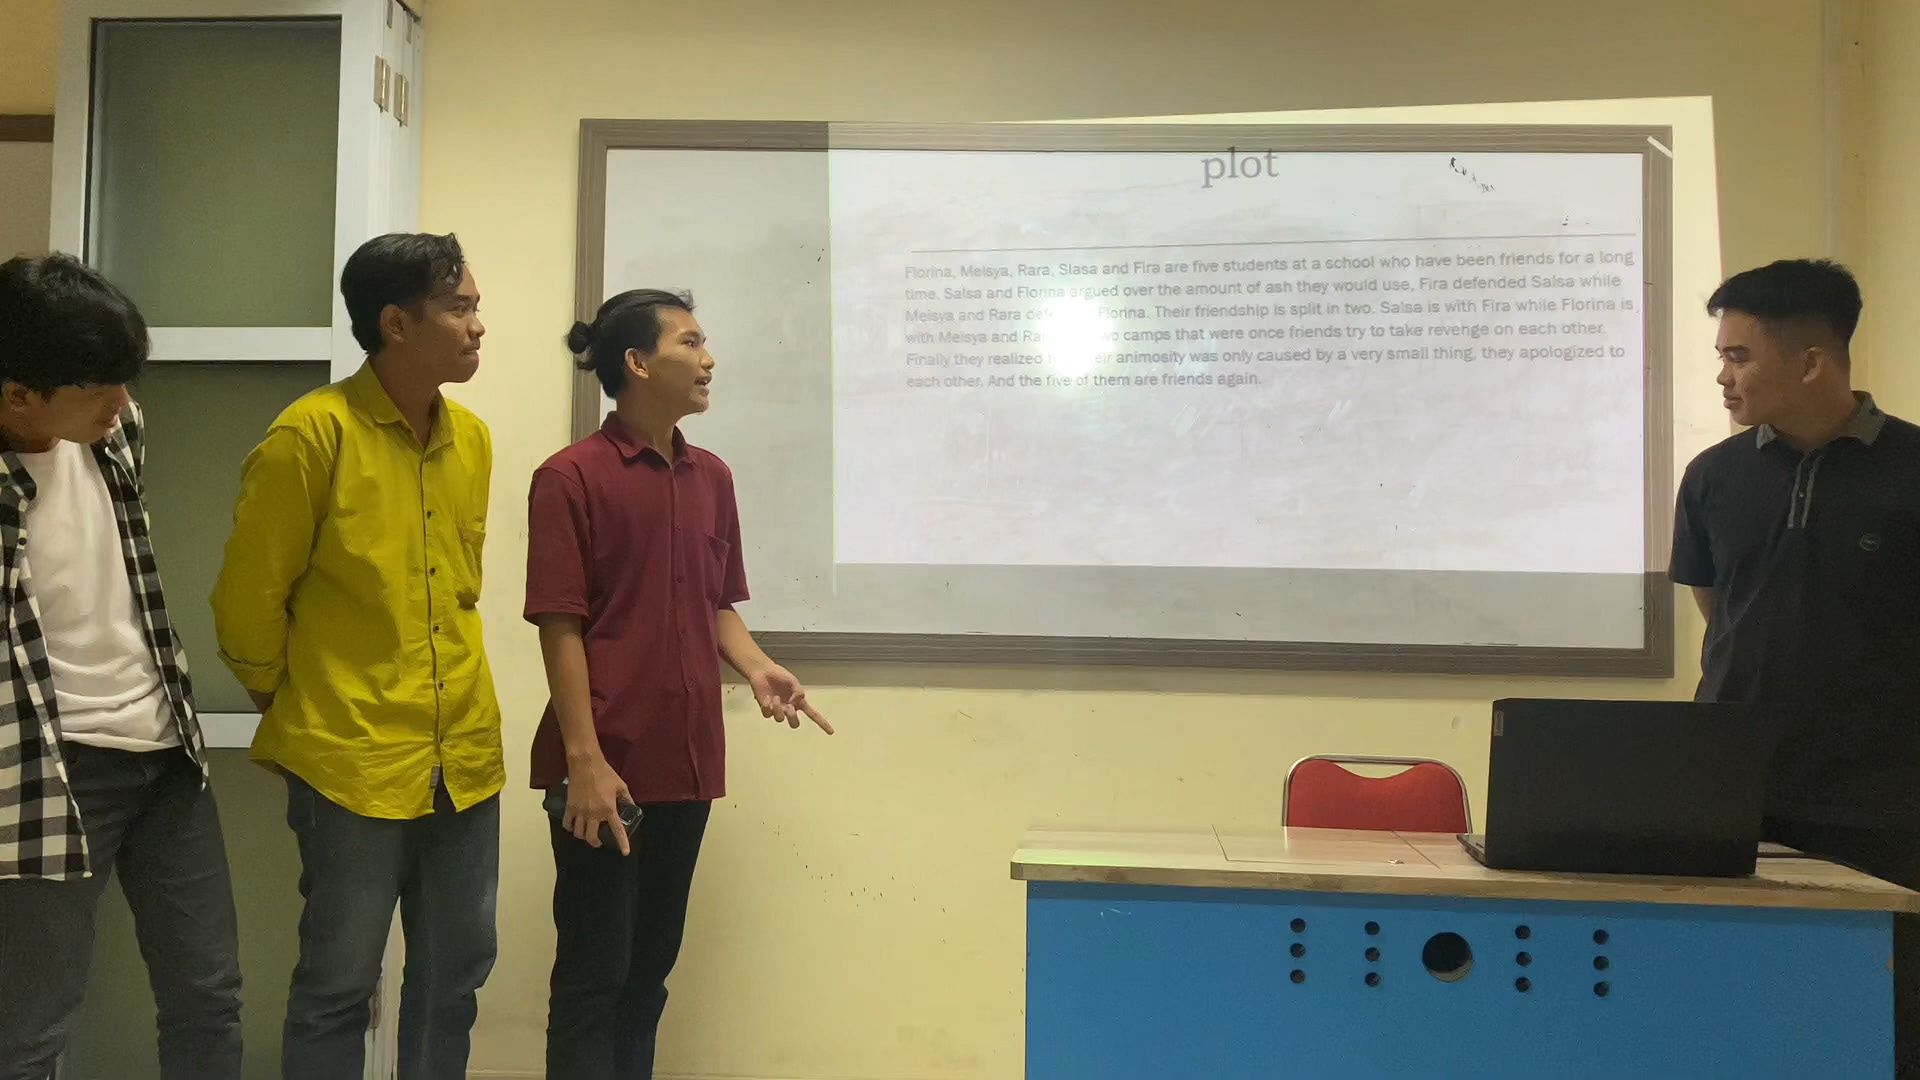 plot
Florina, Meisya, Rara, Slasa and Fira are five students at a school who have been friends for a long
time. Salsa and Florina argued over the amount of ash they would use, Fira defended Salsa while
Meisya and Rara Florina. Their friendship is split in two. Salsa is with Fira while Florina is
with Meisya and camps that were once friends try to take revenge on each other.
Finally they realized animosity was only caused by a very small thing, they apologized to
each other. And the five of them are friends again.